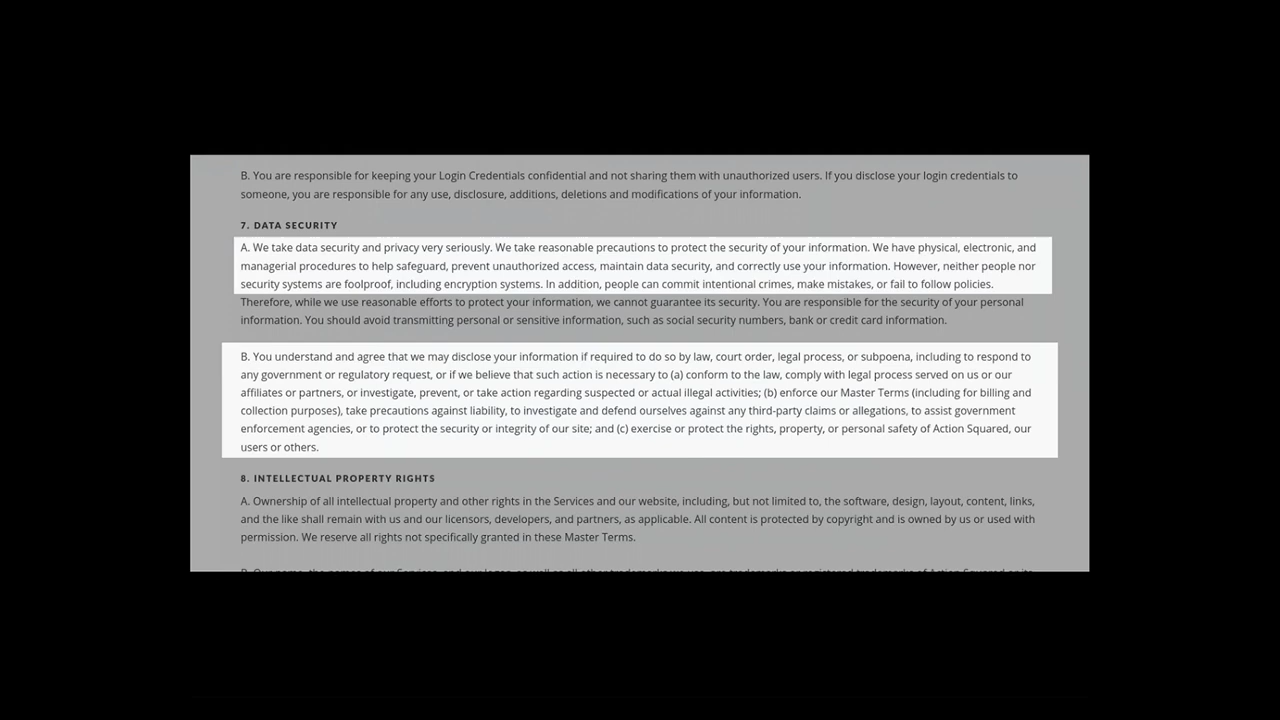 B. You are responsible for keeping your Login Credentials confidential and not sharing them with unauthorized users. If you disclose your login credentials to
someone, you are responsible for any use, disclosure, additions, deletions and modifications of your information.
7. DATA SECURITY
A. We take data security and privacy very seriously. We take reasonable precautions to protect the security of your information. We have physical, electronic, and
managerial procedures to help safeguard, prevent unauthorized access, maintain data security, and correctly use your information. However, neither people nor
security systems are foolproof, including encryption systems. In addition, people can commit intentional crimes, make mistakes, or fail to follow policies.
Therefore, while we use reasonable efforts to protect your information, we cannot guarantee its security. You are responsible for the security of your personal
information. You should avoid transmitting personal or sensitive information, such as social security numbers, bank or credit card information.
B. You understand and agree that we may disclose your information if required to do so by law, court order, legal process, or subpoena, including to respond to
any government or regulatory request, or if we believe that such action is necessary to (a) conform to the law, comply with legal process served on us or our
affiliates or partners, or investigate, prevent, or take action regarding suspected or actual illegal activities; (b) enforce our Master Terms (including for billing and
collection purposes), take precautions against liability, to investigate and defend ourselves against any third-party claims or allegations, to assist government
enforcement agencies, or to protect the security or integrity of our site; and (c) exercise or protect the rights, property, or personal safety of Action Squared, our
users or others.
8. INTELLECTUAL PROPERTY RIGHTS
A. Ownership of all intellectual property and other rights in the Services and our website, including, but not limited to, the software, design, layout, content, links,
and the like shall remain with us and our licensors, developers, and partners, as applicable. All content is protected by copyright and is owned by us or used with
permission. We reserve all rights not specifically granted in these Master Terms.